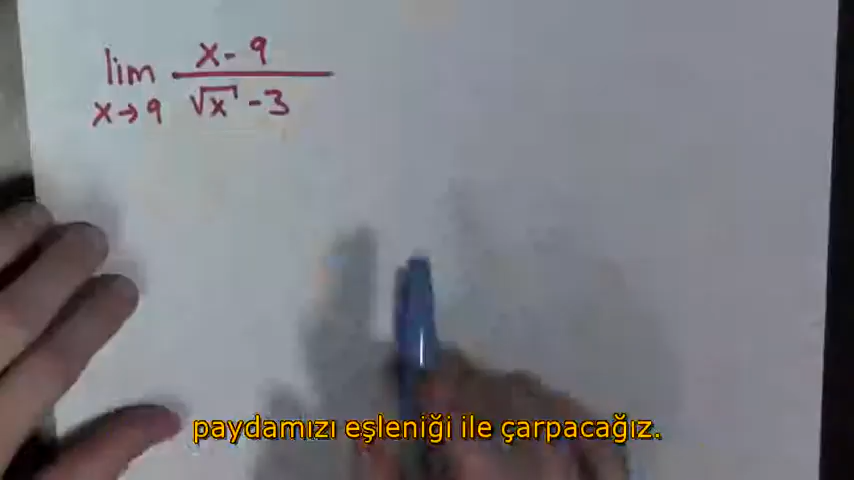 lim x - 9
x→9 √x - 3
paydamızı eşleniği ile çarpacağız.